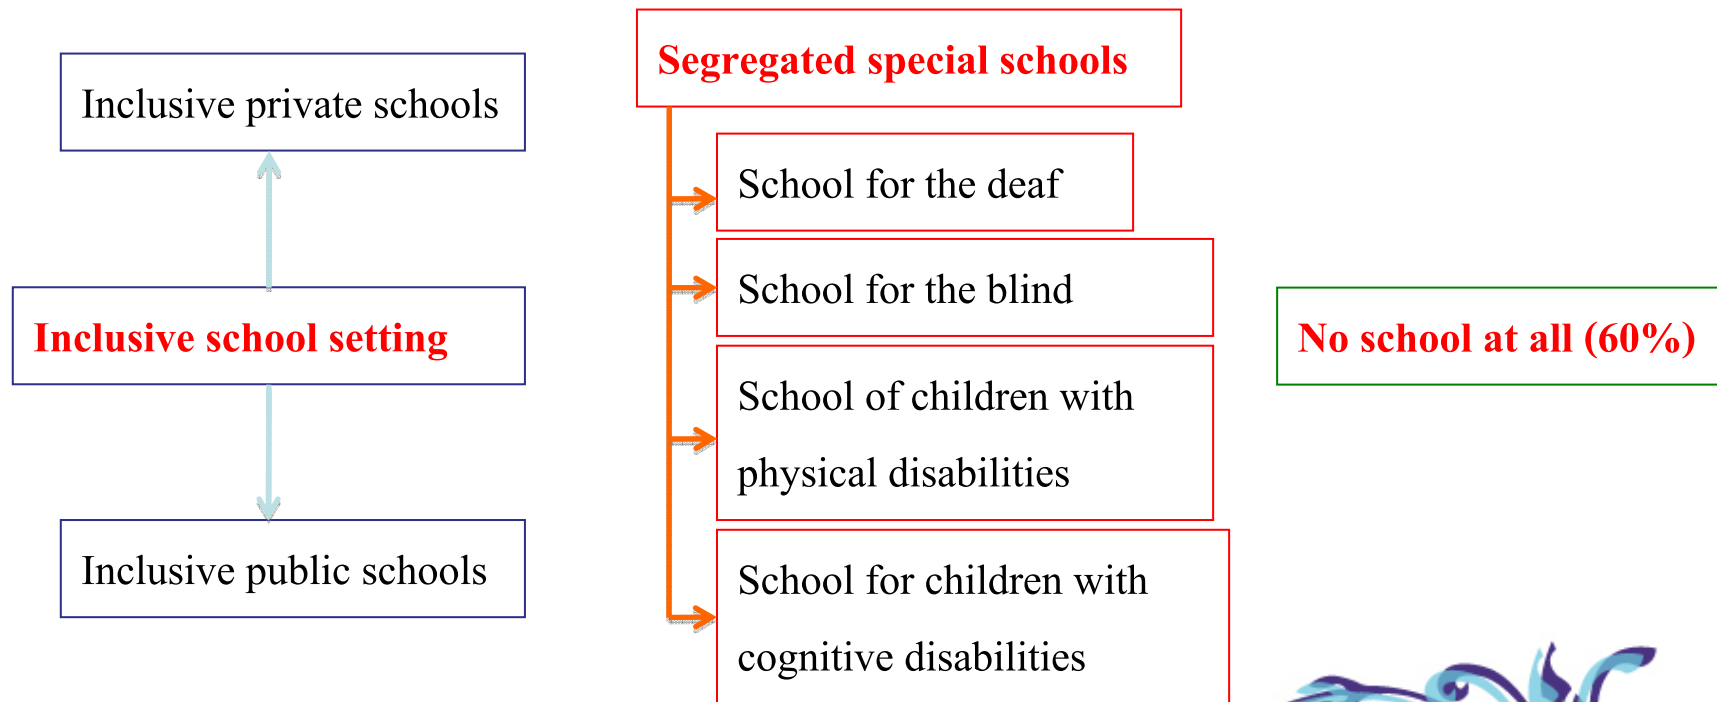 Inclusive private schools
Inclusive school setting
Inclusive public schools
Segregated special schools
School for the deaf
School for the blind
School of children with
physical disabilities
School for children with
cognitive disabilities
No school at all (60%)